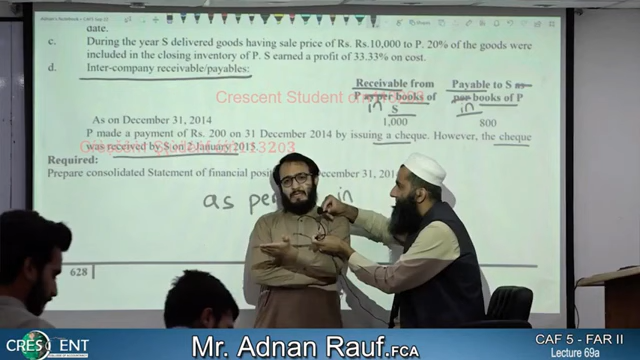 date.
c. During the year S delivered goods having sale price of Rs. Rs.10,000 to P. 20% of the goods were
included in the closing inventory of P. S earned a profit of 33.33% on cost.
d. Inter-company receivable/payables:
Receivable from Payable to S as
P as per books of per books of P
in in
S
As on December 31, 2014 1,000 800
P made a payment of Rs. 200 on 31 December 2014 by issuing a cheque. However, the cheque
was received by S on 2 January 2015
Crescent Student
13203
Required:
Prepare consolidated Statement of financial December 31, 201
as per in
628
CRESCENT
Mr. Adnan Rauf.FCA
CAF 5 - FAR II
Lecture 69a